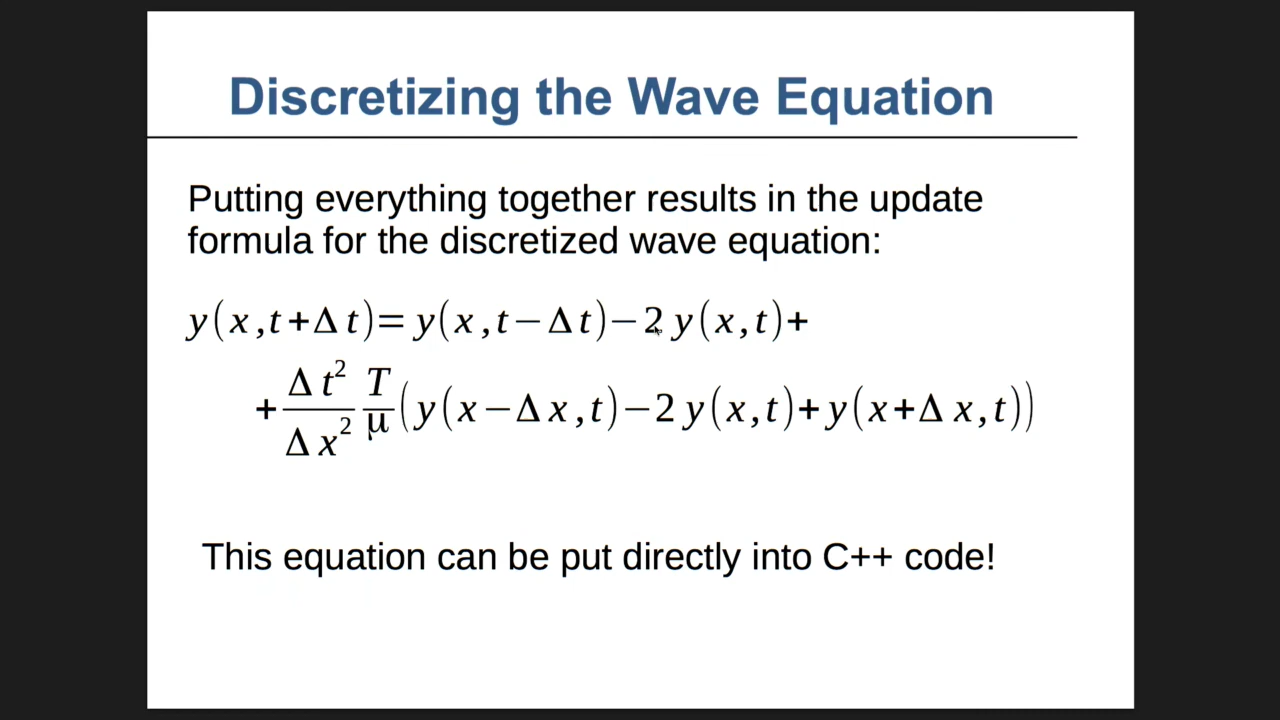 Discretizing the Wave Equation
Putting everything together results in the update
formula for the discretized wave equation:
y(x,t+Δt)=y(x,t−Δt)−2y(x,t)+
+Δt²/Δx² T/μ(y(x−Δx,t)−2y(x,t)+y(x+Δx,t))
This equation can be put directly into C++ code!